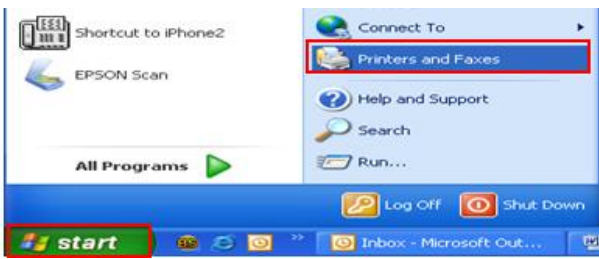 Shortcut to iPhone2
EPSON Scan
All Programs
Connect To
Printers and Faxes
Help and Support
Search
Run...
Log Off
Shut Down
start
Inbox - Microsoft Out...